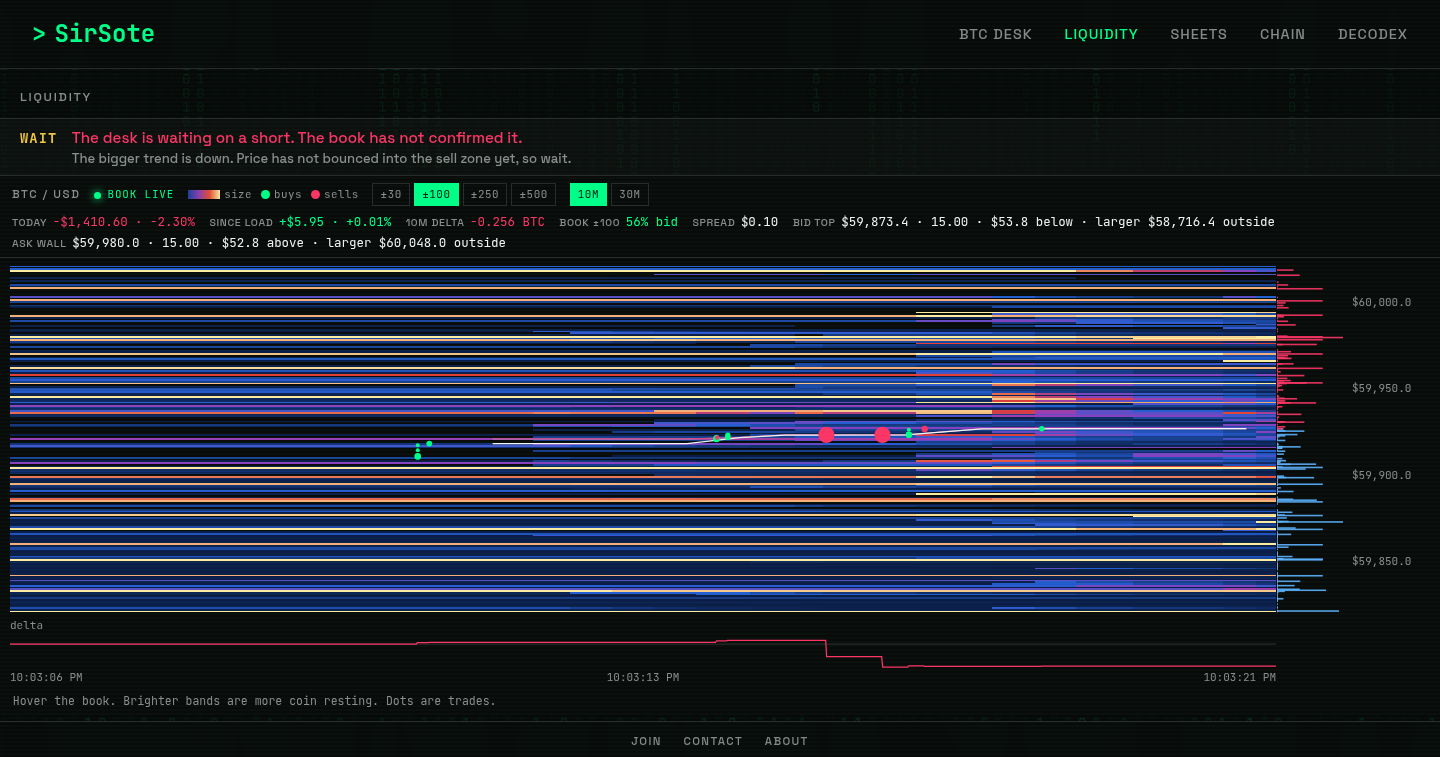 > SirSote
BTC DESK LIQUIDITY SHEETS CHAIN DECODEX
LIQUIDITY
WAIT The desk is waiting on a short. The book has not confirmed it.
The bigger trend is down. Price has not bounced into the sell zone yet, so wait.
BTC / USD BOOK LIVE size buys sells ±30 ±100 ±250 ±500 10M 30M
TODAY -$1,410.60 · -2.30% SINCE LOAD +$5.95 · +0.01% 10M DELTA -0.256 BTC BOOK ±100 56% bid SPREAD $0.10 BID TOP $59,873.4 · 15.00 · $53.8 below · larger $58,716.4 outside
ASK WALL $59,980.0 · 15.00 · $52.8 above · larger $60,048.0 outside
$60,000.0
$59,950.0
$59,900.0
$59,850.0
delta
10:03:06 PM 10:03:13 PM 10:03:21 PM
Hover the book. Brighter bands are more coin resting. Dots are trades.
JOIN CONTACT ABOUT